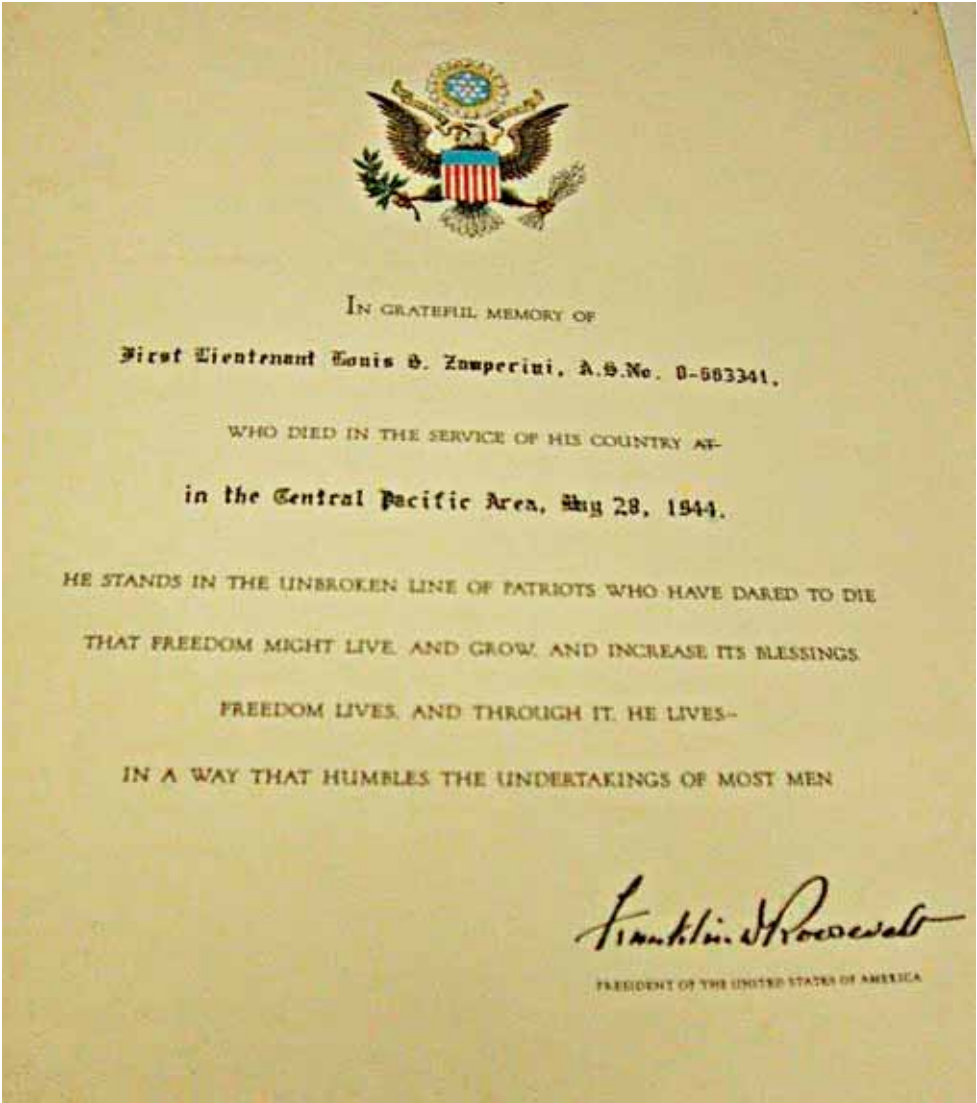 IN GRATEFUL MEMORY OF
First Lieutenant Louis S. Zamperini, A.S.No. 0-663341,
WHO DIED IN THE SERVICE OF HIS COUNTRY AT
in the Central Pacific Area, May 28, 1944.
HE STANDS IN THE UNBROKEN LINE OF PATRIOTS WHO HAVE DARED TO DIE
THAT FREEDOM MIGHT LIVE, AND GROW, AND INCREASE ITS BLESSINGS.
FREEDOM LIVES, AND THROUGH IT, HE LIVES—
IN A WAY THAT HUMBLES THE UNDERTAKINGS OF MOST MEN
Franklin D Roosevelt
PRESIDENT OF THE UNITED STATES OF AMERICA